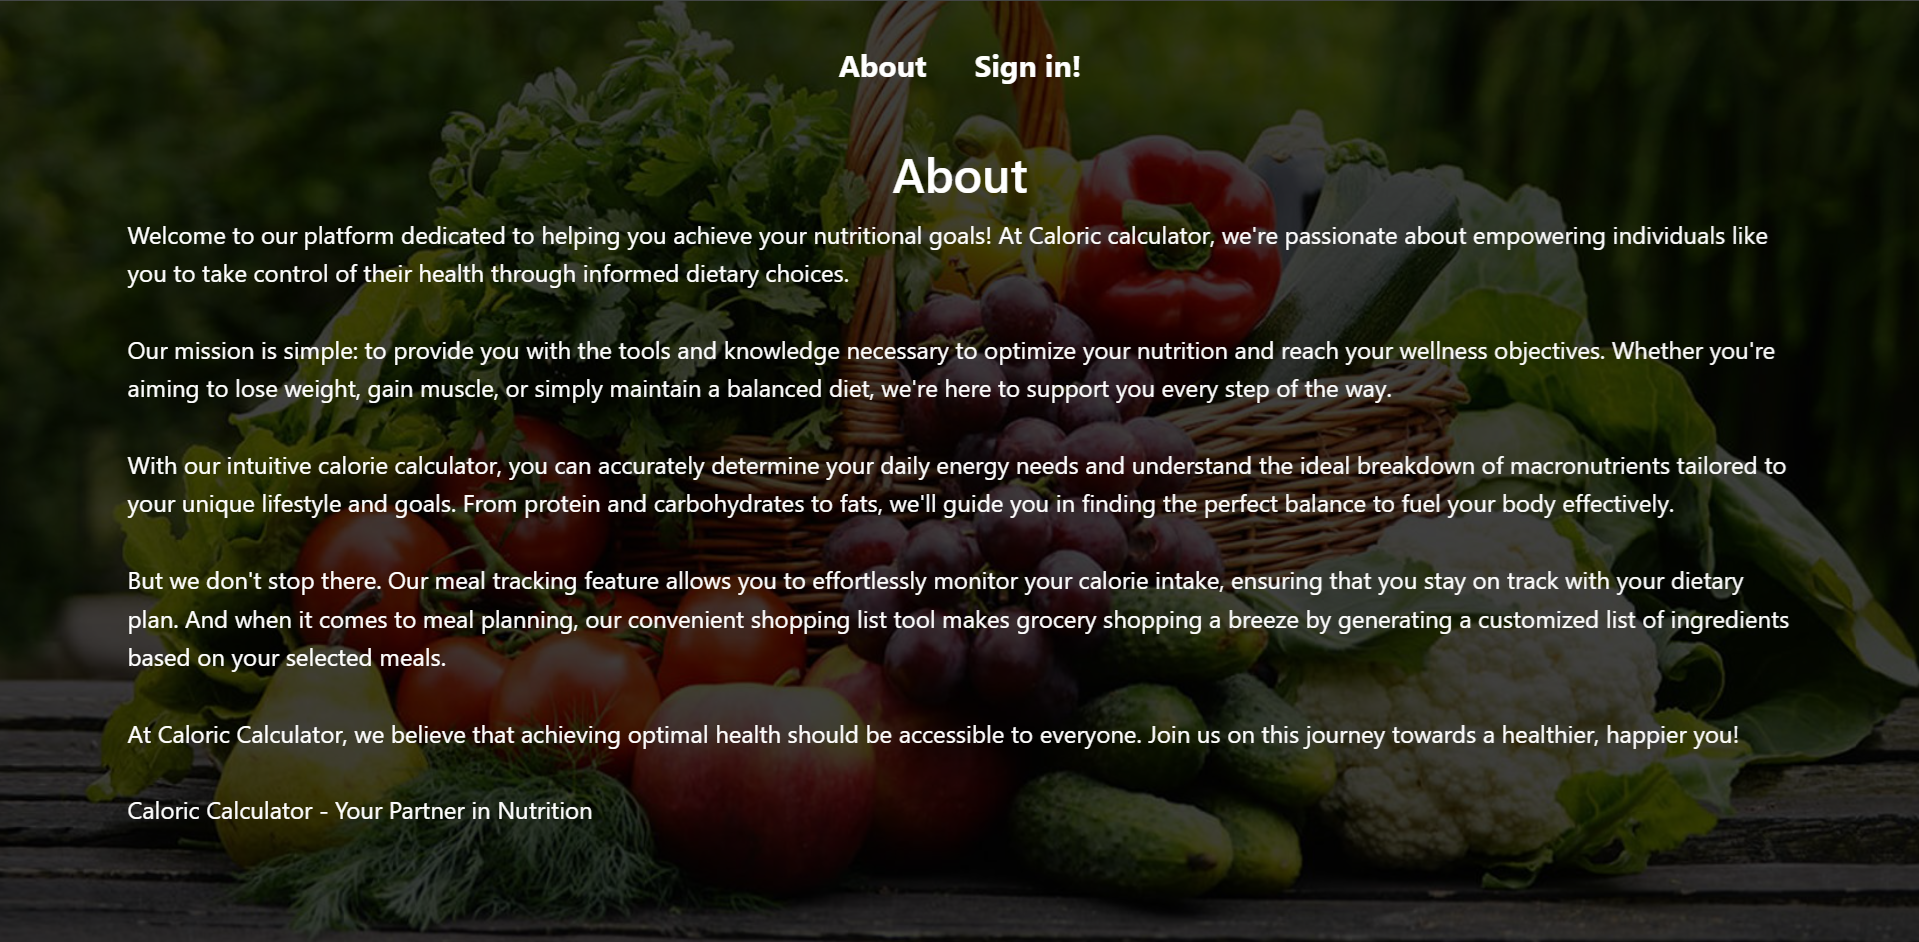 About Sign in!
About
Welcome to our platform dedicated to helping you achieve your nutritional goals! At Caloric calculator, we're passionate about empowering individuals like
you to take control of their health through informed dietary choices.
Our mission is simple: to provide you with the tools and knowledge necessary to optimize your nutrition and reach your wellness objectives. Whether you're
aiming to lose weight, gain muscle, or simply maintain a balanced diet, we're here to support you every step of the way.
With our intuitive calorie calculator, you can accurately determine your daily energy needs and understand the ideal breakdown of macronutrients tailored to
your unique lifestyle and goals. From protein and carbohydrates to fats, we'll guide you in finding the perfect balance to fuel your body effectively.
But we don't stop there. Our meal tracking feature allows you to effortlessly monitor your calorie intake, ensuring that you stay on track with your dietary
plan. And when it comes to meal planning, our convenient shopping list tool makes grocery shopping a breeze by generating a customized list of ingredients
based on your selected meals.
At Caloric Calculator, we believe that achieving optimal health should be accessible to everyone. Join us on this journey towards a healthier, happier you!
Caloric Calculator - Your Partner in Nutrition